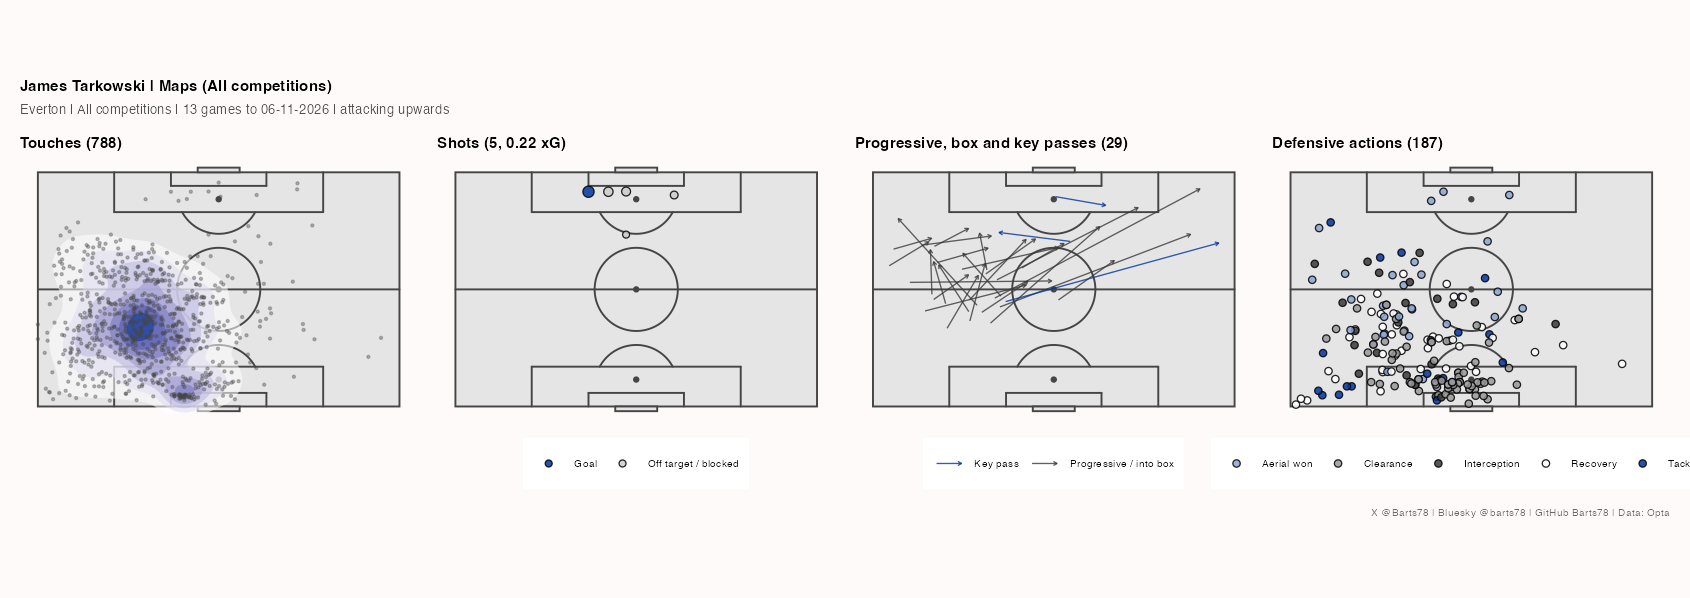 James Tarkowski | Maps (All competitions)
Everton | All competitions | 13 games to 06-11-2026 | attacking upwards
Touches (788)
Shots (5, 0.22 xG)
Progressive, box and key passes (29)
Defensive actions (187)
Goal
Off target / blocked
Key pass
Progressive / into box
Aerial won
Clearance
Interception
Recovery
Tack
X @Barts78 | Bluesky @barts78 | GitHub Barts78 | Data: Opta